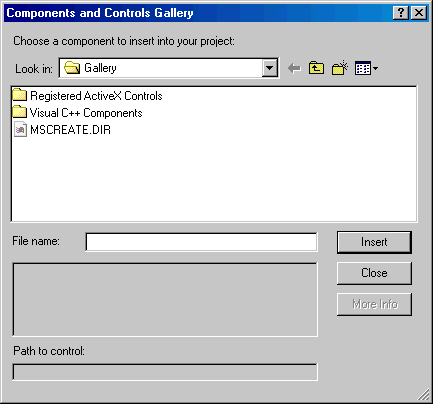 Components and Controls Gallery
Choose a component to insert into your project:
Look in: Gallery
Registered ActiveX Controls
Visual C++ Components
MSCREATE.DIR
File name: Insert
Close
More Info
Path to control: